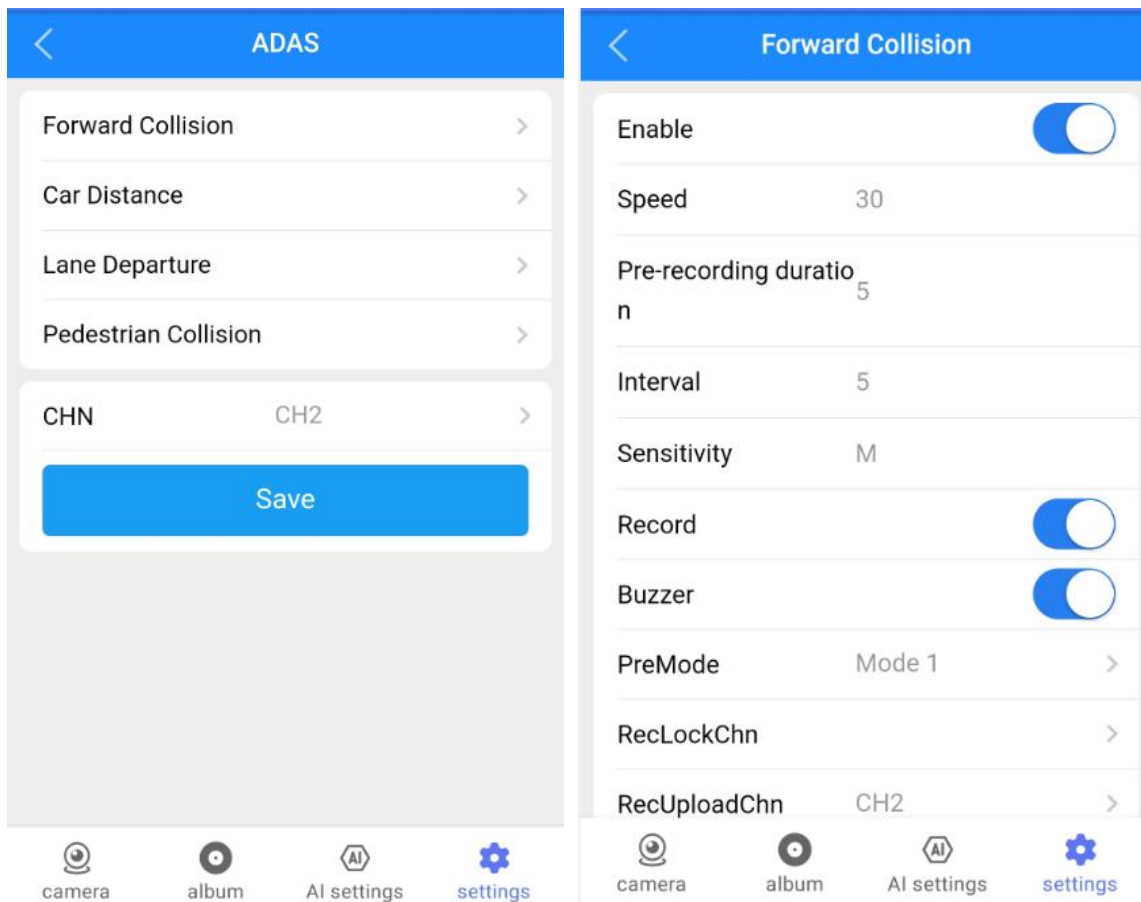 ADAS
Forward Collision
Car Distance
Lane Departure
Pedestrian Collision
CHN CH2
Save
camera album AI settings settings
Forward Collision
Enable
Speed 30
Pre-recording duratio
n 5
Interval 5
Sensitivity M
Record
Buzzer
PreMode Mode 1
RecLockChn
RecUploadChn CH2
camera album AI settings settings